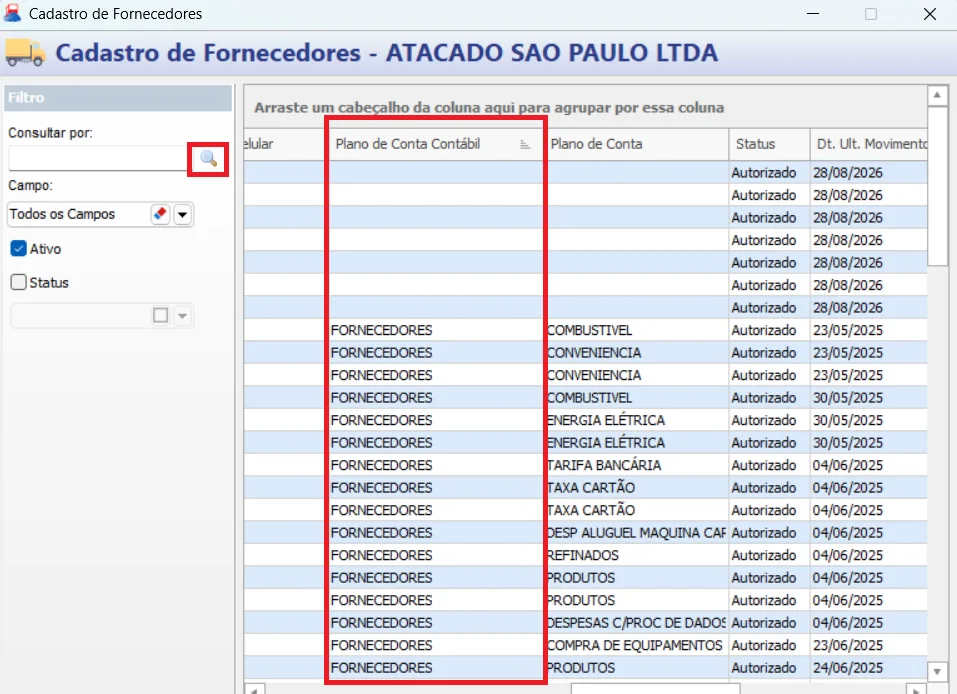 Cadastro de Fornecedores
Cadastro de Fornecedores - ATACADO SAO PAULO LTDA
Filtro
Consultar por:
Campo:
Todos os Campos
Ativo
Status
Arraste um cabeçalho da coluna aqui para agrupar por essa coluna
elular Plano de Conta Contábil Plano de Conta Status Dt. Ult. Movimento
Autorizado 28/08/2026
Autorizado 28/08/2026
Autorizado 28/08/2026
Autorizado 28/08/2026
Autorizado 28/08/2026
Autorizado 28/08/2026
Autorizado 28/08/2026
FORNECEDORES COMBUSTIVEL Autorizado 23/05/2025
FORNECEDORES CONVENIENCIA Autorizado 23/05/2025
FORNECEDORES CONVENIENCIA Autorizado 23/05/2025
FORNECEDORES COMBUSTIVEL Autorizado 30/05/2025
FORNECEDORES ENERGIA ELÉTRICA Autorizado 30/05/2025
FORNECEDORES ENERGIA ELÉTRICA Autorizado 30/05/2025
FORNECEDORES TARIFA BANCÁRIA Autorizado 04/06/2025
FORNECEDORES TAXA CARTÃO Autorizado 04/06/2025
FORNECEDORES TAXA CARTÃO Autorizado 04/06/2025
FORNECEDORES DESP ALUGUEL MAQUINA CAR Autorizado 04/06/2025
FORNECEDORES REFINADOS Autorizado 04/06/2025
FORNECEDORES PRODUTOS Autorizado 04/06/2025
FORNECEDORES PRODUTOS Autorizado 04/06/2025
FORNECEDORES DESPESAS C/PROC DE DADOS Autorizado 04/06/2025
FORNECEDORES COMPRA DE EQUIPAMENTOS Autorizado 23/06/2025
FORNECEDORES PRODUTOS Autorizado 24/06/2025